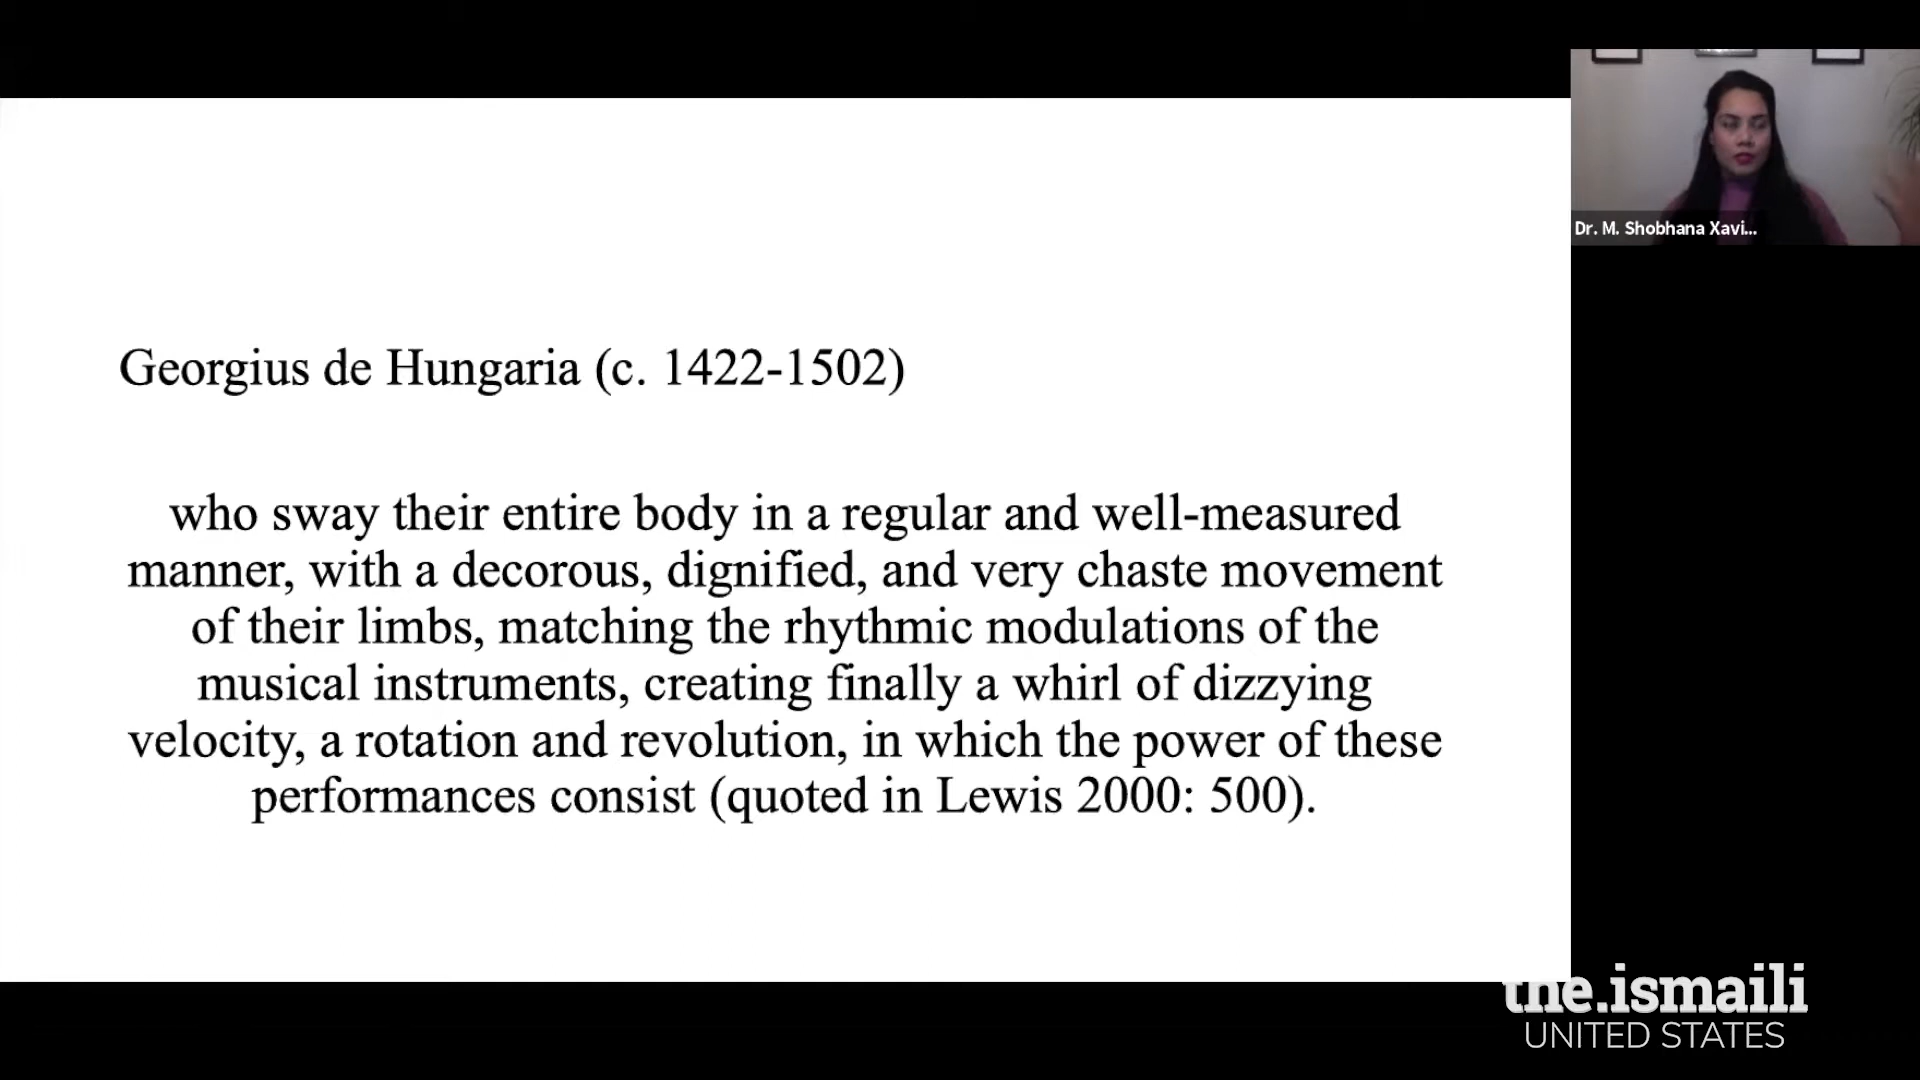 Georgius de Hungaria (c. 1422-1502)
who sway their entire body in a regular and well-measured
manner, with a decorous, dignified, and very chaste movement
of their limbs, matching the rhythmic modulations of the
musical instruments, creating finally a whirl of dizzying
velocity, a rotation and revolution, in which the power of these
performances consist (quoted in Lewis 2000: 500).
Dr. M. Shobhana Xavi...
the.ismaili
UNITED STATES